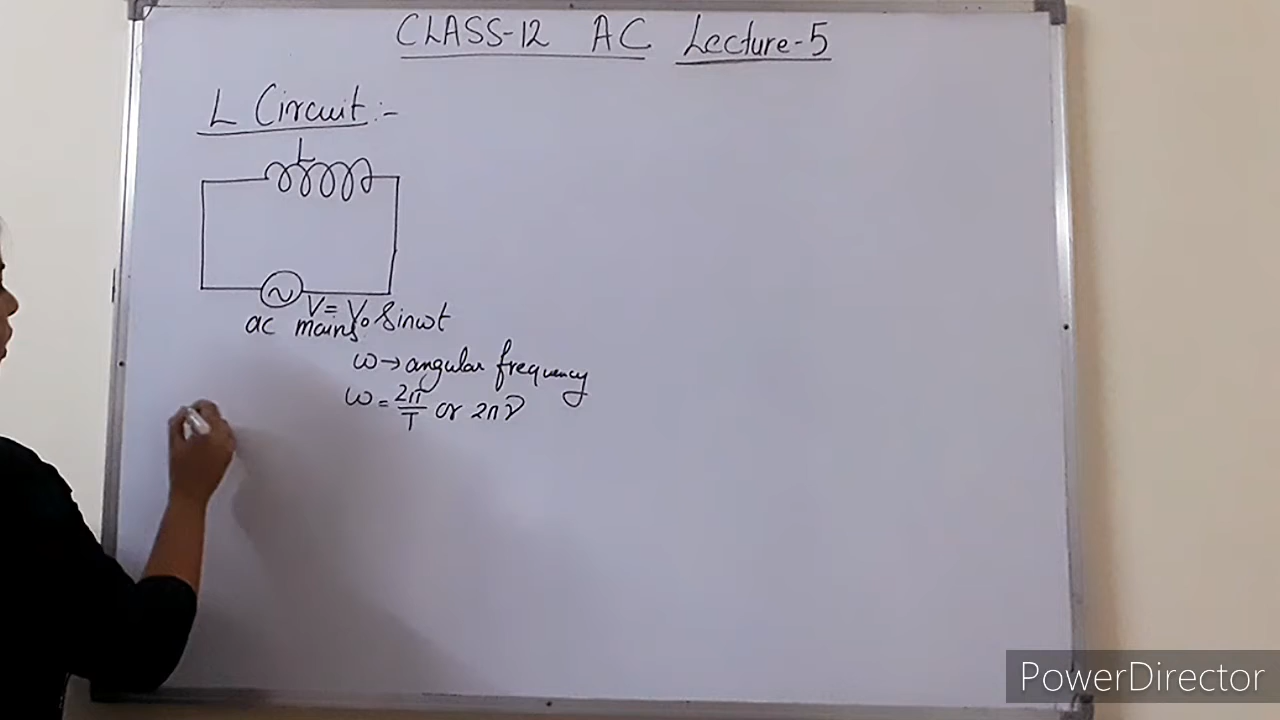 CLASS-12 AC Lecture-5
L Circuit:-
L
V = V₀ Sinωt
ac mains
ω → angular frequency
ω = 2π/T or 2πν
PowerDirector